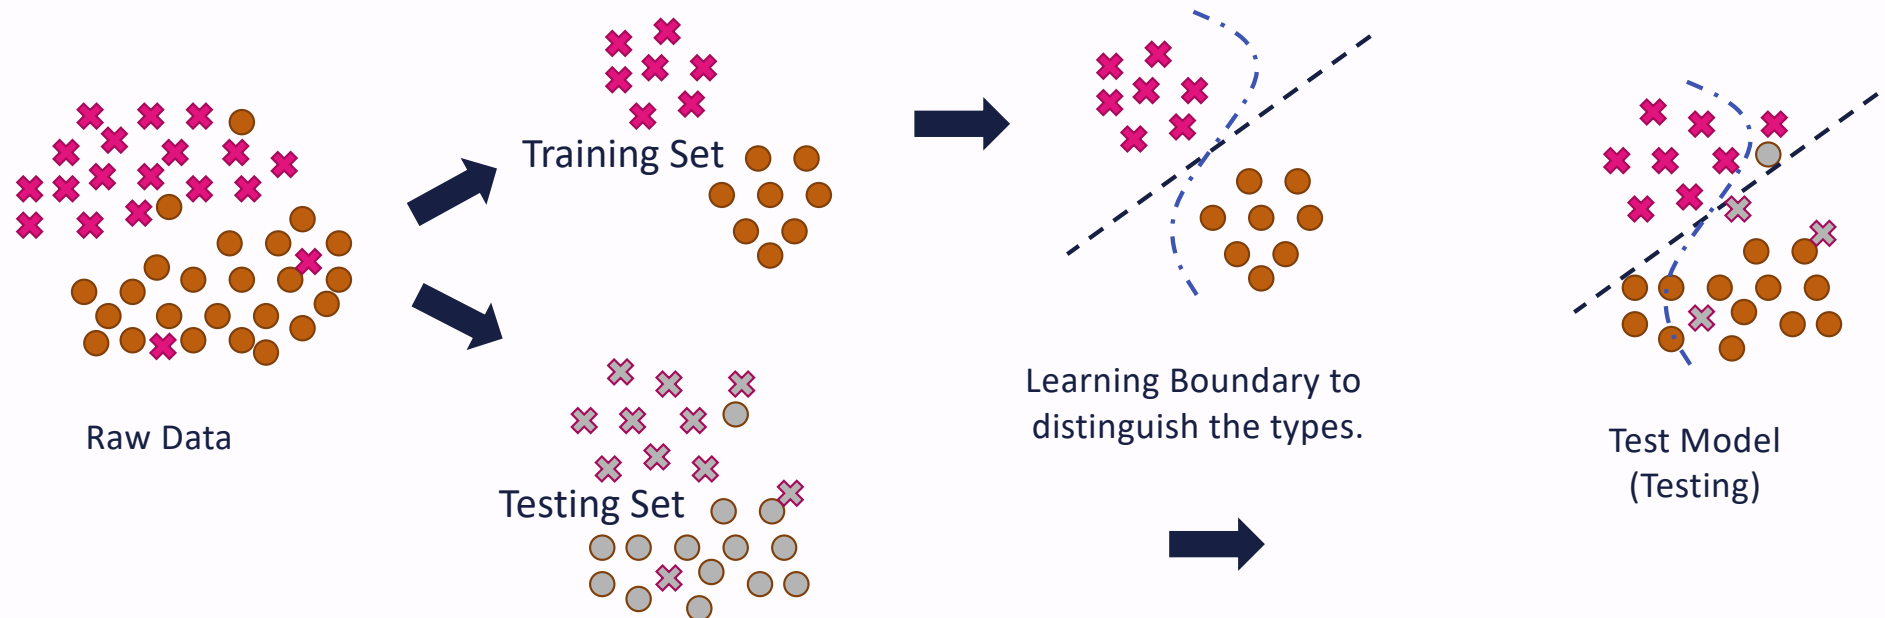 Raw Data
Training Set
Testing Set
Learning Boundary to
distinguish the types.
Test Model
(Testing)